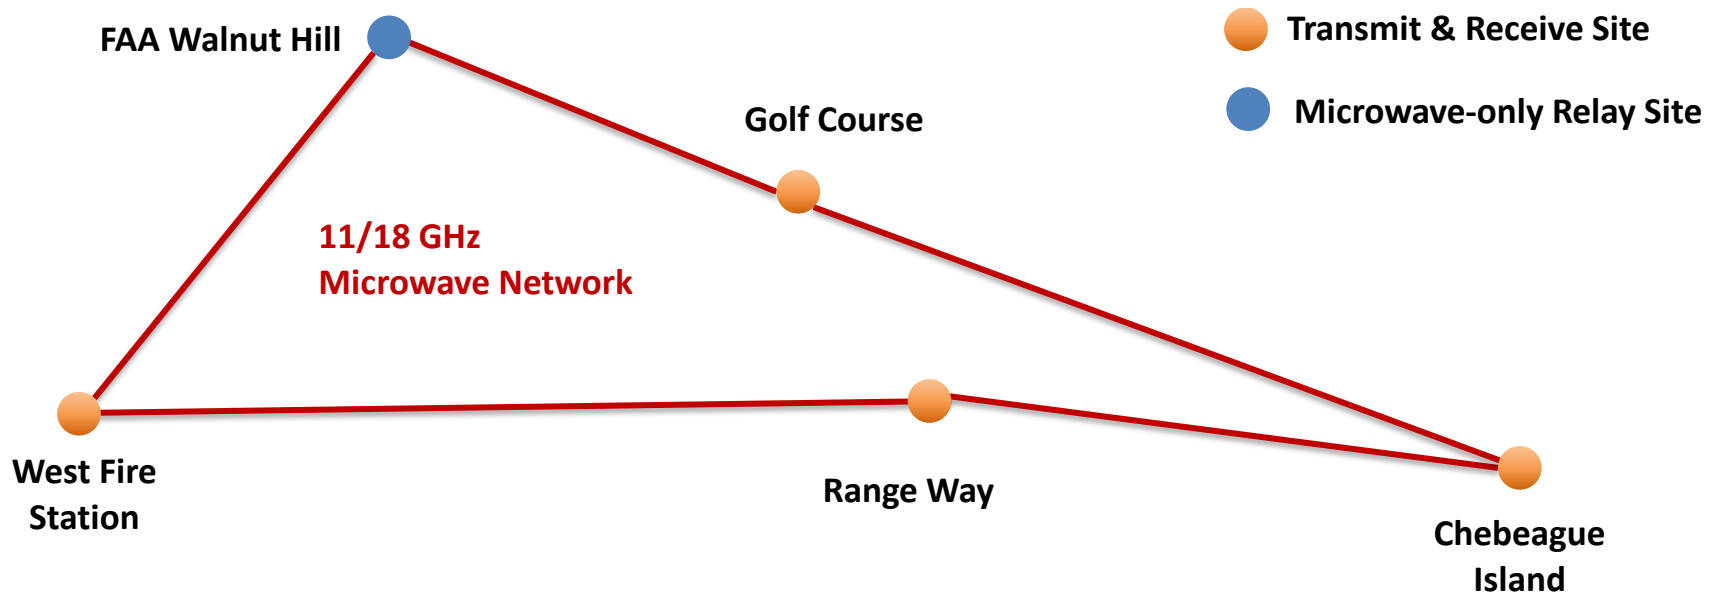 FAA Walnut Hill
Transmit & Receive Site
Microwave-only Relay Site
Golf Course
11/18 GHz
Microwave Network
West Fire
Station
Range Way
Chebeague
Island